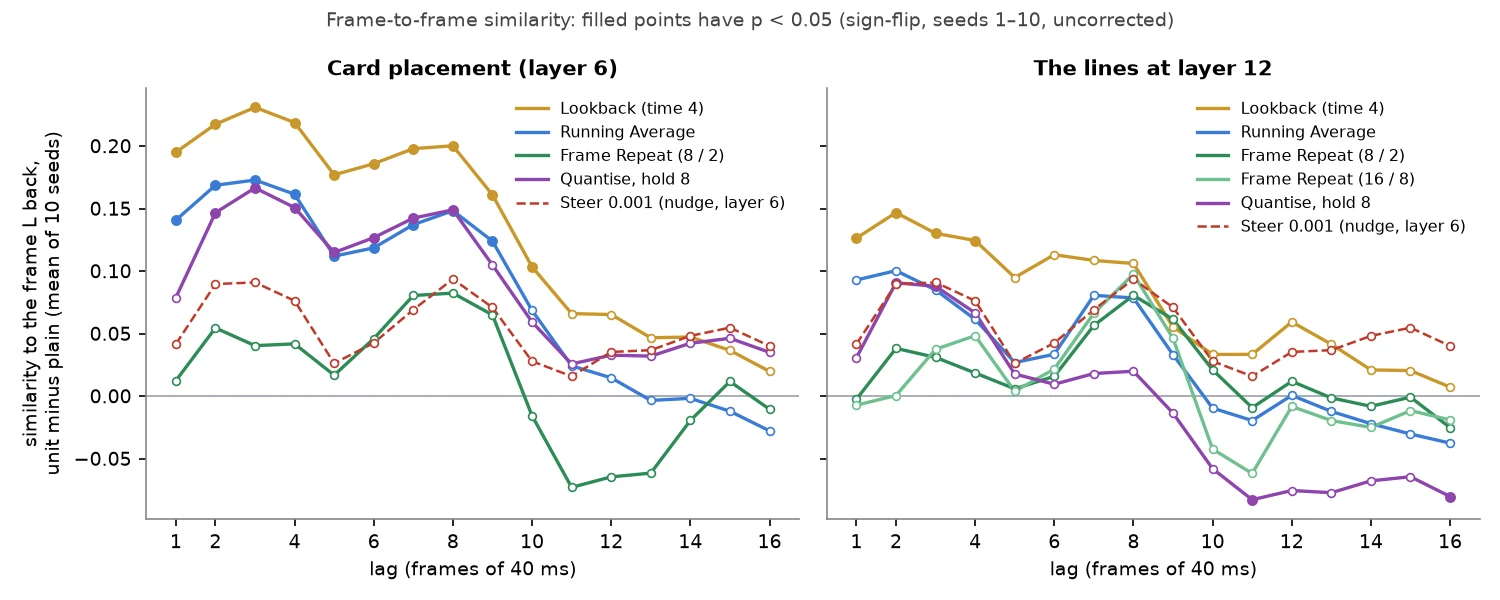 Frame-to-frame similarity: filled points have p < 0.05 (sign-flip, seeds 1–10, uncorrected)
Card placement (layer 6)
similarity to the frame L back,
unit minus plain (mean of 10 seeds)
0.20
0.15
0.10
0.05
0.00
−0.05
Lookback (time 4)
Running Average
Frame Repeat (8 / 2)
Quantise, hold 8
Steer 0.001 (nudge, layer 6)
1 2 4 6 8 10 12 14 16
lag (frames of 40 ms)
The lines at layer 12
Lookback (time 4)
Running Average
Frame Repeat (8 / 2)
Frame Repeat (16 / 8)
Quantise, hold 8
Steer 0.001 (nudge, layer 6)
1 2 4 6 8 10 12 14 16
lag (frames of 40 ms)